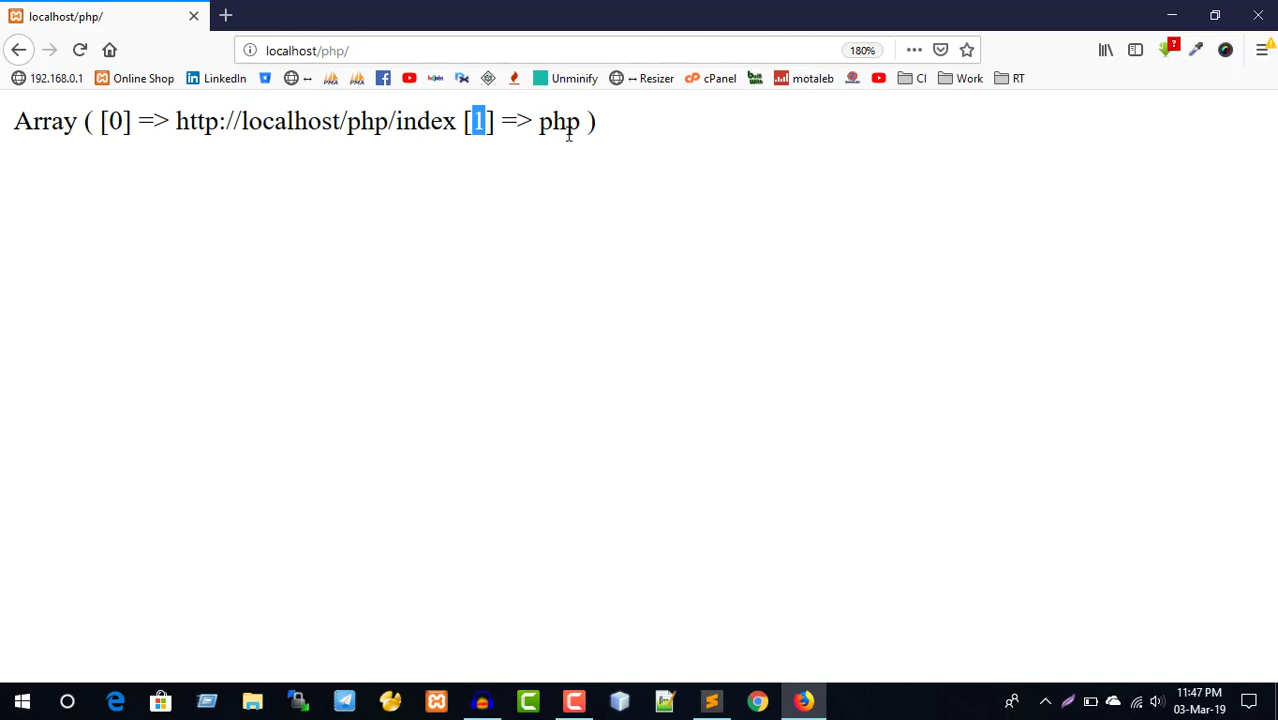 localhost/php/
localhost/php/
180%
192.168.0.1
Online Shop
LinkedIn
Unminify
Resizer
cPanel
motaleb
CI
Work
RT
Array ( [0] => http://localhost/php/index [1] => php )
11:47 PM
03-Mar-19